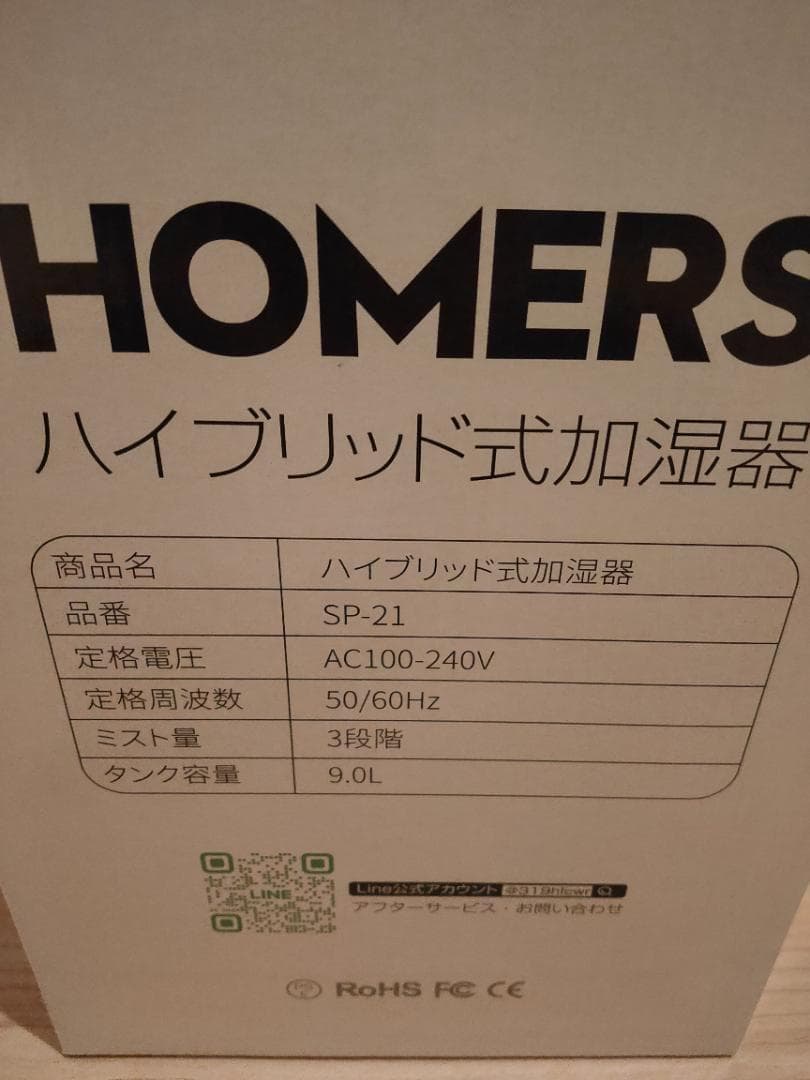 HOMERS
ハイブリッド式加湿器
商品名 ハイブリッド式加湿器
品番 SP-21
定格電圧 AC100-240V
定格周波数 50/60Hz
ミスト量 3段階
タンク容量 9.0L
LINE
Line公式アカウント
アフターサービス・お問い合わせ
RoHS FC CE